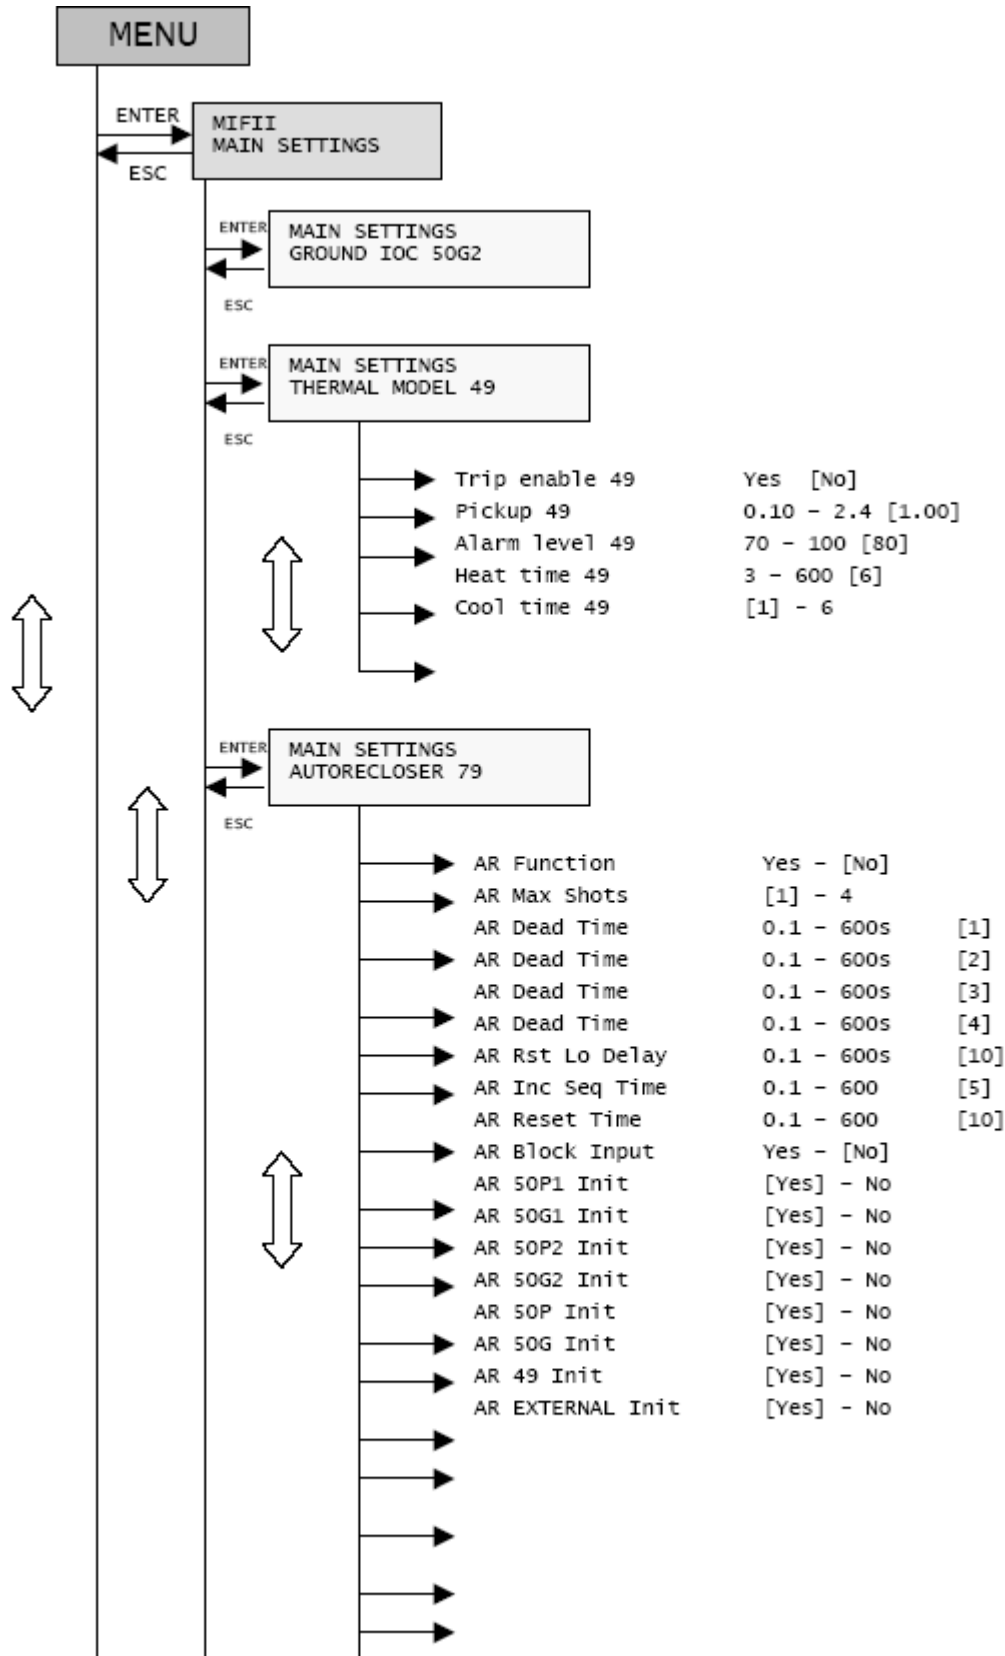 MENU
ENTER
ESC
MIFII
MAIN SETTINGS
ENTER
ESC
MAIN SETTINGS
GROUND IOC 50G2
ENTER
ESC
MAIN SETTINGS
THERMAL MODEL 49
Trip enable 49 Yes [No]
Pickup 49 0.10 – 2.4 [1.00]
Alarm level 49 70 – 100 [80]
Heat time 49 3 – 600 [6]
Cool time 49 [1] – 6
ENTER
ESC
MAIN SETTINGS
AUTORECLOSER 79
AR Function Yes – [No]
AR Max Shots [1] – 4
AR Dead Time 0.1 – 600s [1]
AR Dead Time 0.1 – 600s [2]
AR Dead Time 0.1 – 600s [3]
AR Dead Time 0.1 – 600s [4]
AR Rst Lo Delay 0.1 – 600s [10]
AR Inc Seq Time 0.1 – 600 [5]
AR Reset Time 0.1 – 600 [10]
AR Block Input Yes – [No]
AR 50P1 Init [Yes] – No
AR 50G1 Init [Yes] – No
AR 50P2 Init [Yes] – No
AR 50G2 Init [Yes] – No
AR 50P Init [Yes] – No
AR 50G Init [Yes] – No
AR 49 Init [Yes] – No
AR EXTERNAL Init [Yes] – No